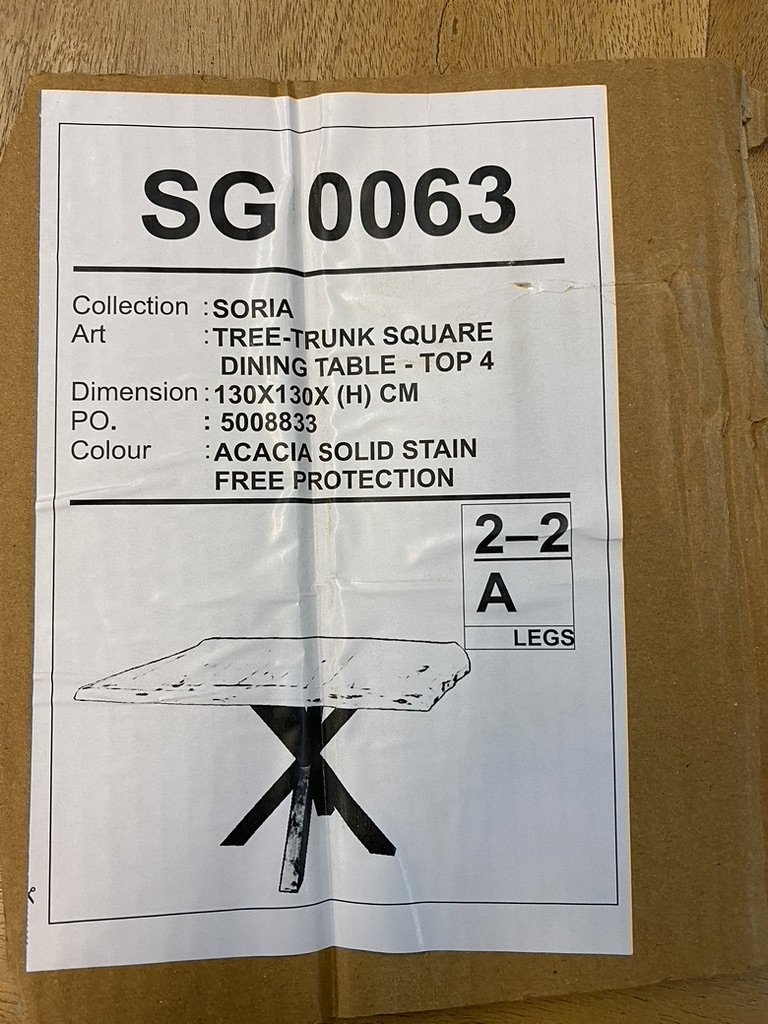 SG 0063
Collection : SORIA
Art : TREE-TRUNK SQUARE
DINING TABLE - TOP 4
Dimension : 130X130X (H) CM
PO. : 5008833
Colour : ACACIA SOLID STAIN
FREE PROTECTION
2–2
A
LEGS